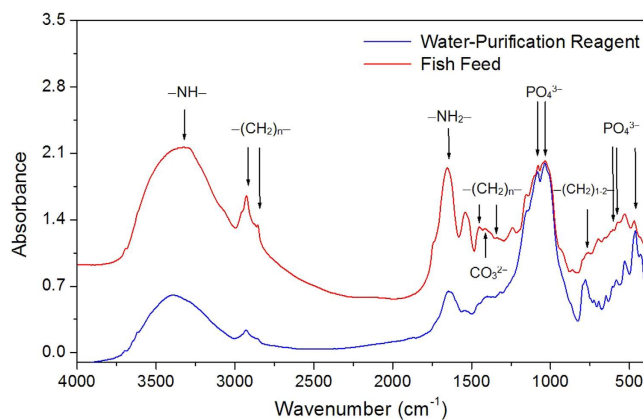 3.5
2.8
2.1
1.4
0.7
0.0
Absorbance
Water-Purification Reagent
Fish Feed
–NH–
–(CH₂)n–
–NH₂–
–(CH₂)n–
CO₃²⁻
PO₄³⁻
–(CH₂)₁₋₂–
PO₄³⁻
4000 3500 3000 2500 2000 1500 1000 500
Wavenumber (cm⁻¹)